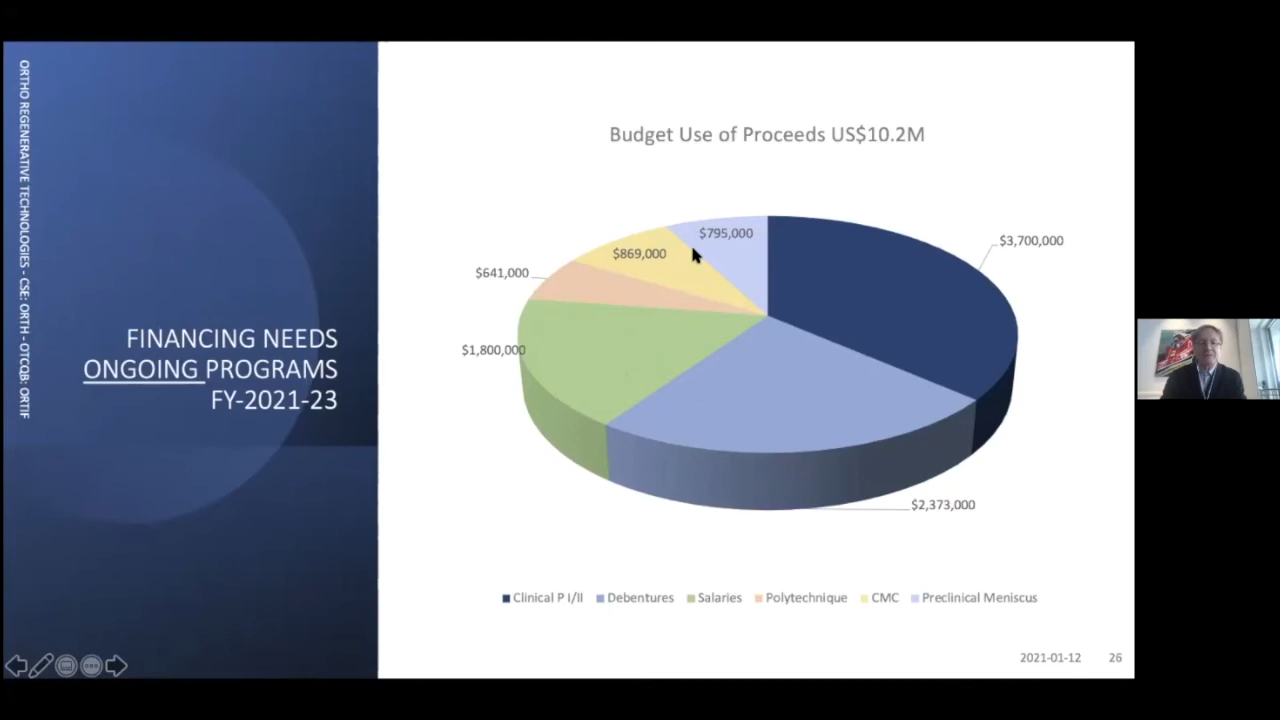 ORTHO REGENERATIVE TECHNOLOGIES - CSE: ORTH - OTCQB: ORTIF
FINANCING NEEDS
ONGOING PROGRAMS
FY-2021-23
Budget Use of Proceeds US$10.2M
$795,000
$3,700,000
$869,000
$641,000
$1,800,000
$2,373,000
Clinical P I/II Debentures Salaries Polytechnique CMC Preclinical Meniscus
2021-01-12 26